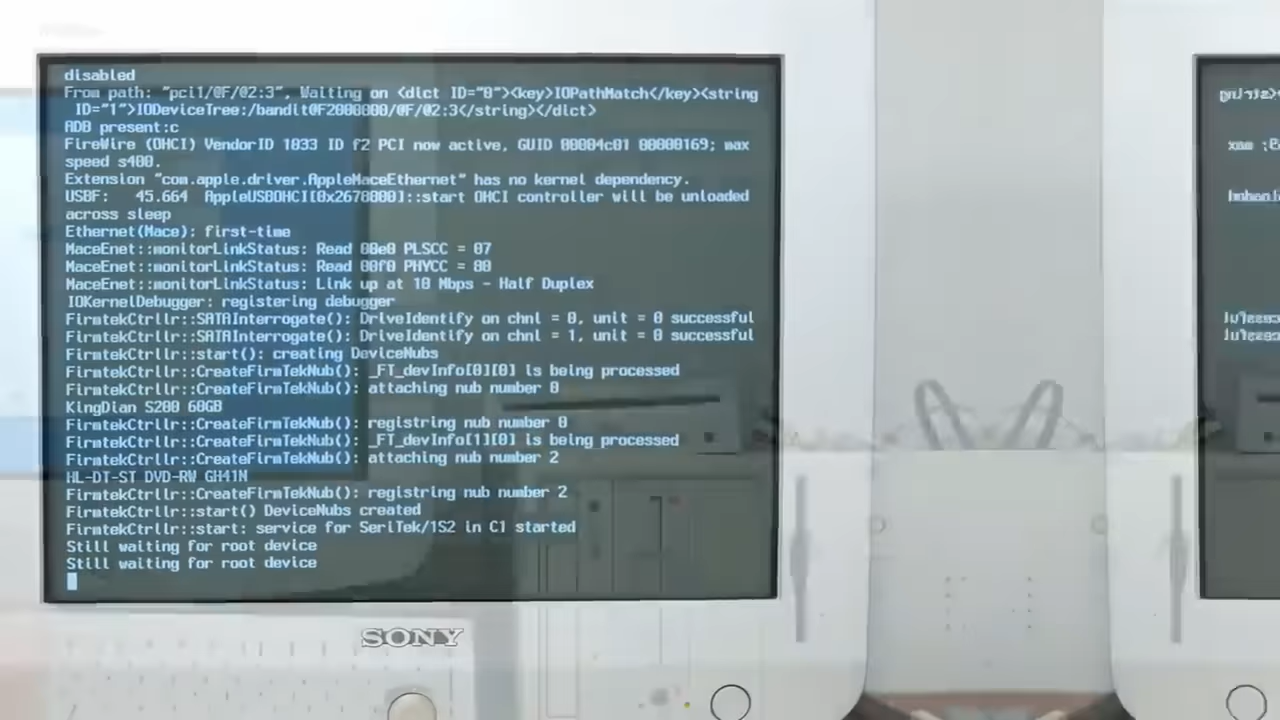 disabled
From path: "pci1/@F/@2:3", Waiting on <dict ID="0"><key>IOPathMatch</key><string
ID="1">IODeviceTree:/bandit@F2000000/@F/@2:3</string></dict>
ADB present:c
FireWire (OHCI) VendorID 1033 ID f2 PCI now active, GUID 00004c01 00000169; max
speed s400.
Extension "com.apple.driver.AppleMaceEthernet" has no kernel dependency.
USBF: 45.664 AppleUSBOHCI[0x2678000]::start OHCI controller will be unloaded
across sleep
Ethernet(Mace): first-time
MaceEnet::monitorLinkStatus: Read 00e0 PLSCC = 07
MaceEnet::monitorLinkStatus: Read 00f0 PHYCC = 80
MaceEnet::monitorLinkStatus: Link up at 10 Mbps - Half Duplex
IOKernelDebugger: registering debugger
FirmtekCtrllr::SATAInterrogate(): DriveIdentify on chnl = 0, unit = 0 successful
FirmtekCtrllr::SATAInterrogate(): DriveIdentify on chnl = 1, unit = 0 successful
FirmtekCtrllr::start(): creating DeviceNubs
FirmtekCtrllr::CreateFirmTekNub(): _FT_devInfo[0][0] is being processed
FirmtekCtrllr::CreateFirmTekNub(): attaching nub number 0
KingDian S200 60GB
FirmtekCtrllr::CreateFirmTekNub(): registring nub number 0
FirmtekCtrllr::CreateFirmTekNub(): _FT_devInfo[1][0] is being processed
FirmtekCtrllr::CreateFirmTekNub(): attaching nub number 2
HL-DT-ST DVD-RW GH41N
FirmtekCtrllr::CreateFirmTekNub(): registring nub number 2
FirmtekCtrllr::start() DeviceNubs created
FirmtekCtrllr::start: service for SeriTek/1S2 in C1 started
Still waiting for root device
Still waiting for root device
SONY